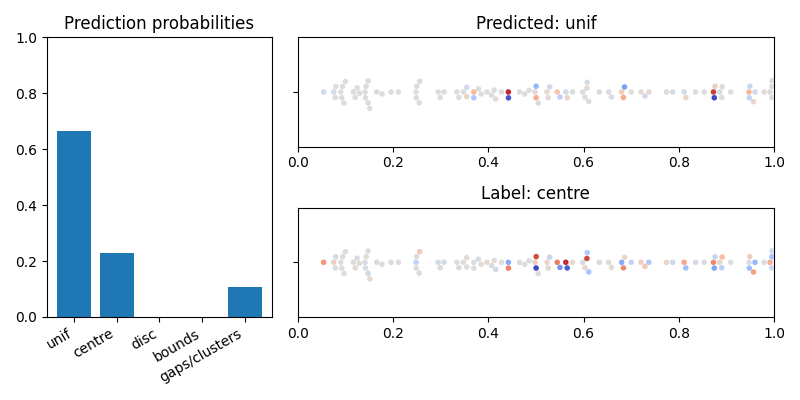 Prediction probabilities
1.0
0.8
0.6
0.4
0.2
0.0
unif
centre
disc
bounds
gaps/clusters
Predicted: unif
0.0 0.2 0.4 0.6 0.8 1.0
Label: centre
0.0 0.2 0.4 0.6 0.8 1.0